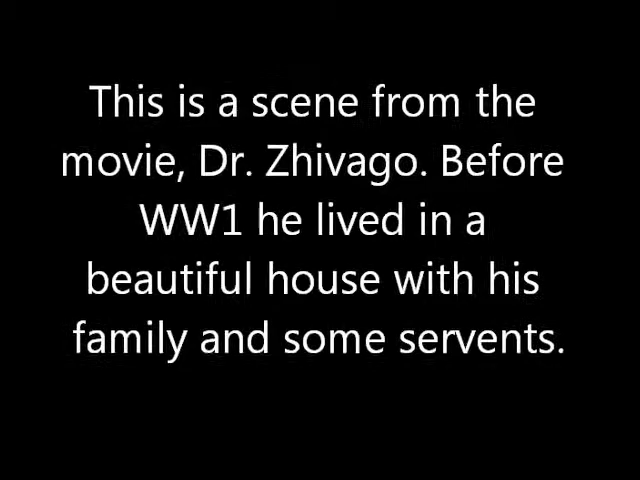 This is a scene from the
movie, Dr. Zhivago. Before
WW1 he lived in a
beautiful house with his
family and some servents.